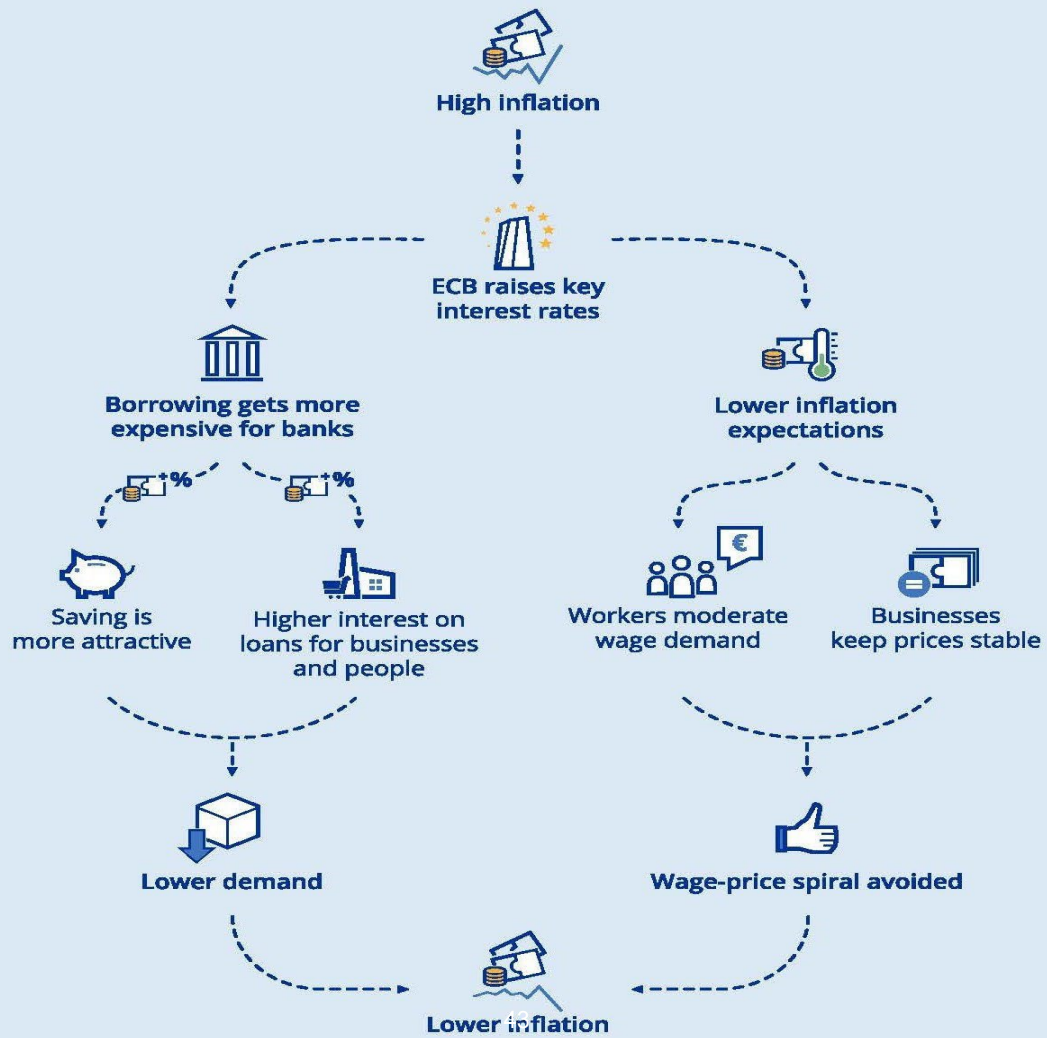 High inflation
ECB raises key
interest rates
Borrowing gets more
expensive for banks
Lower inflation
expectations
+%
+%
€
Saving is
more attractive
Higher interest on
loans for businesses
and people
Workers moderate
wage demand
=
Businesses
keep prices stable
Lower demand
Wage-price spiral avoided
Lower inflation
43